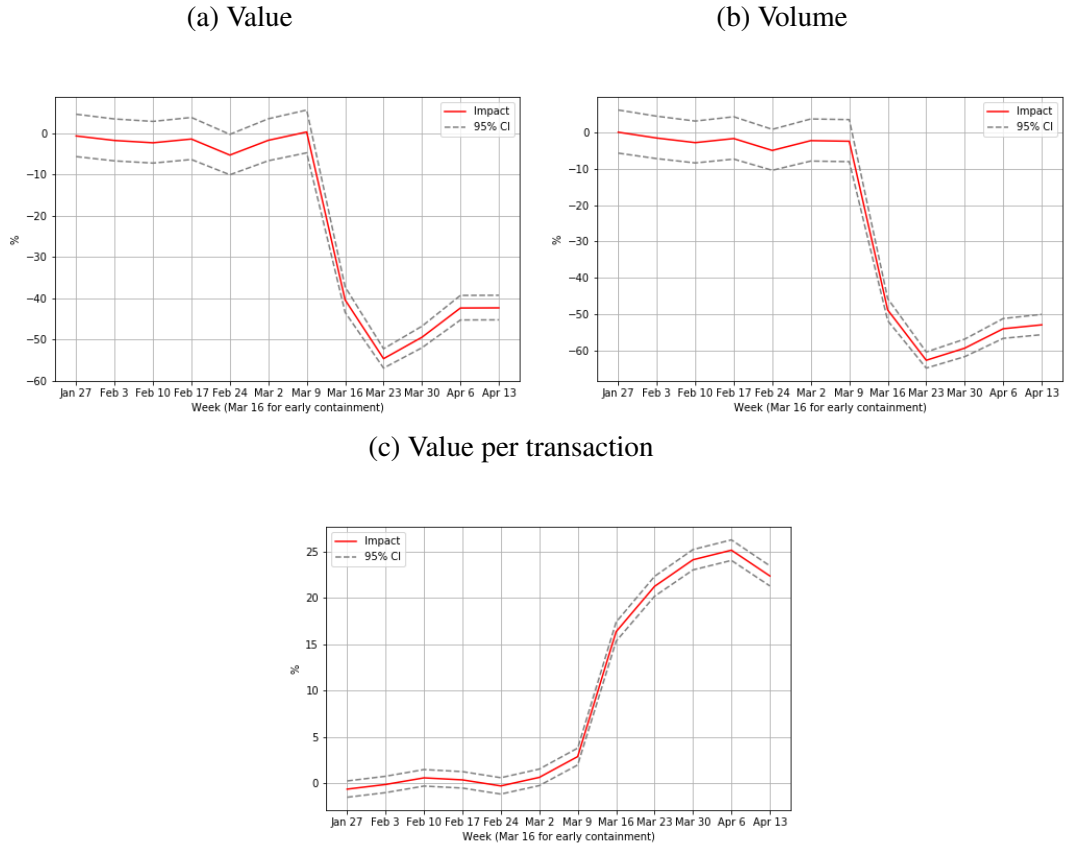 (a) Value
(b) Volume
Impact
95% CI
0
−10
−20
−30
−40
−50
−60
%
Jan 27 Feb 3 Feb 10 Feb 17 Feb 24 Mar 2 Mar 9 Mar 16 Mar 23 Mar 30 Apr 6 Apr 13
Week (Mar 16 for early containment)
Impact
95% CI
0
−10
−20
−30
−40
−50
−60
%
Jan 27 Feb 3 Feb 10 Feb 17 Feb 24 Mar 2 Mar 9 Mar 16 Mar 23 Mar 30 Apr 6 Apr 13
Week (Mar 16 for early containment)
(c) Value per transaction
Impact
95% CI
25
20
15
10
5
0
%
Jan 27 Feb 3 Feb 10 Feb 17 Feb 24 Mar 2 Mar 9 Mar 16 Mar 23 Mar 30 Apr 6 Apr 13
Week (Mar 16 for early containment)